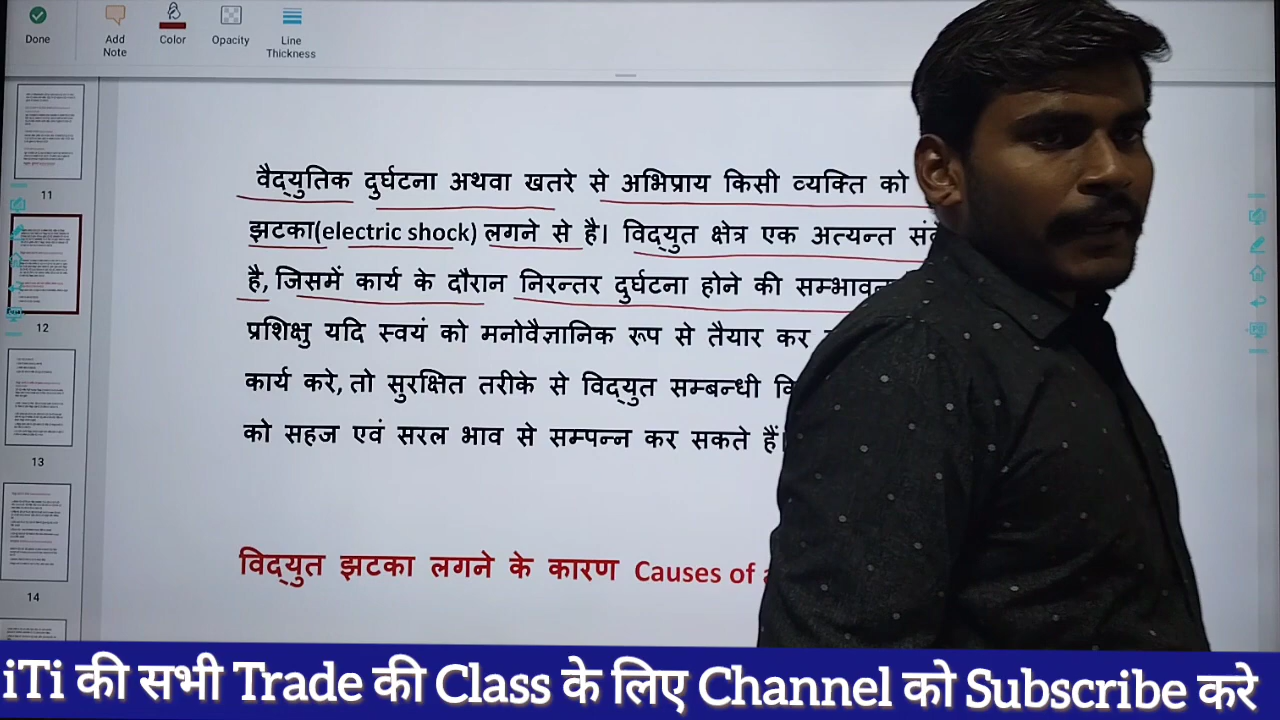 Done
Add Note
Color
Opacity
Line Thickness
11
12
13
14
वैद्युतिक दुर्घटना अथवा खतरे से अभिप्राय किसी व्यक्ति को
झटका(electric shock) लगने से है। विद्युत क्षेत्र एक अत्यन्त
है, जिसमें कार्य के दौरान निरन्तर दुर्घटना होने की
प्रशिक्षु यदि स्वयं को मनोवैज्ञानिक रूप से तैयार कर
कार्य करे, तो सुरक्षित तरीके से विद्युत सम्बन्धी
को सहज एवं सरल भाव से सम्पन्न कर सकते हैं।
विद्युत झटका लगने के कारण Causes of
iTi की सभी Trade की Class के लिए Channel को Subscribe करे